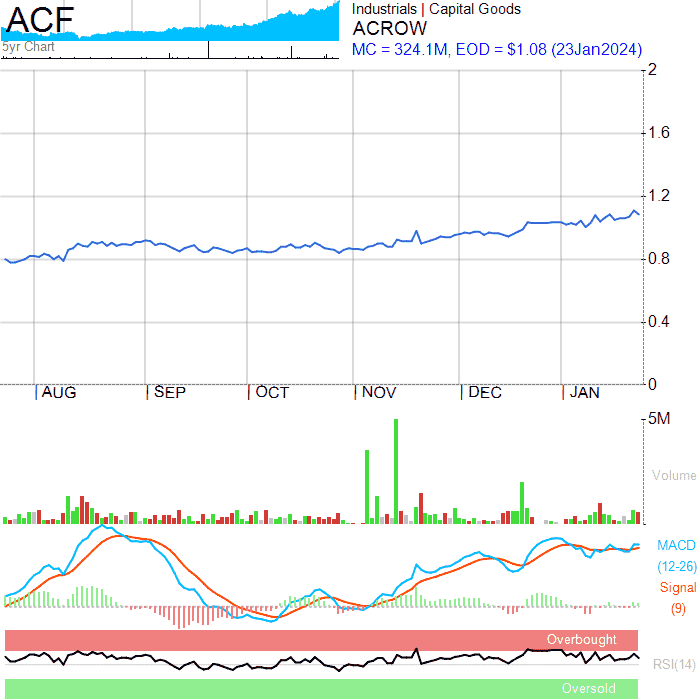 ACF
5yr Chart
Industrials | Capital Goods
ACROW
MC = 324.1M, EOD = $1.08 (23Jan2024)
2
1.6
1.2
0.8
0.4
0
AUG SEP OCT NOV DEC JAN
5M
Volume
MACD
(12-26)
Signal
(9)
Overbought
RSI(14)
Oversold